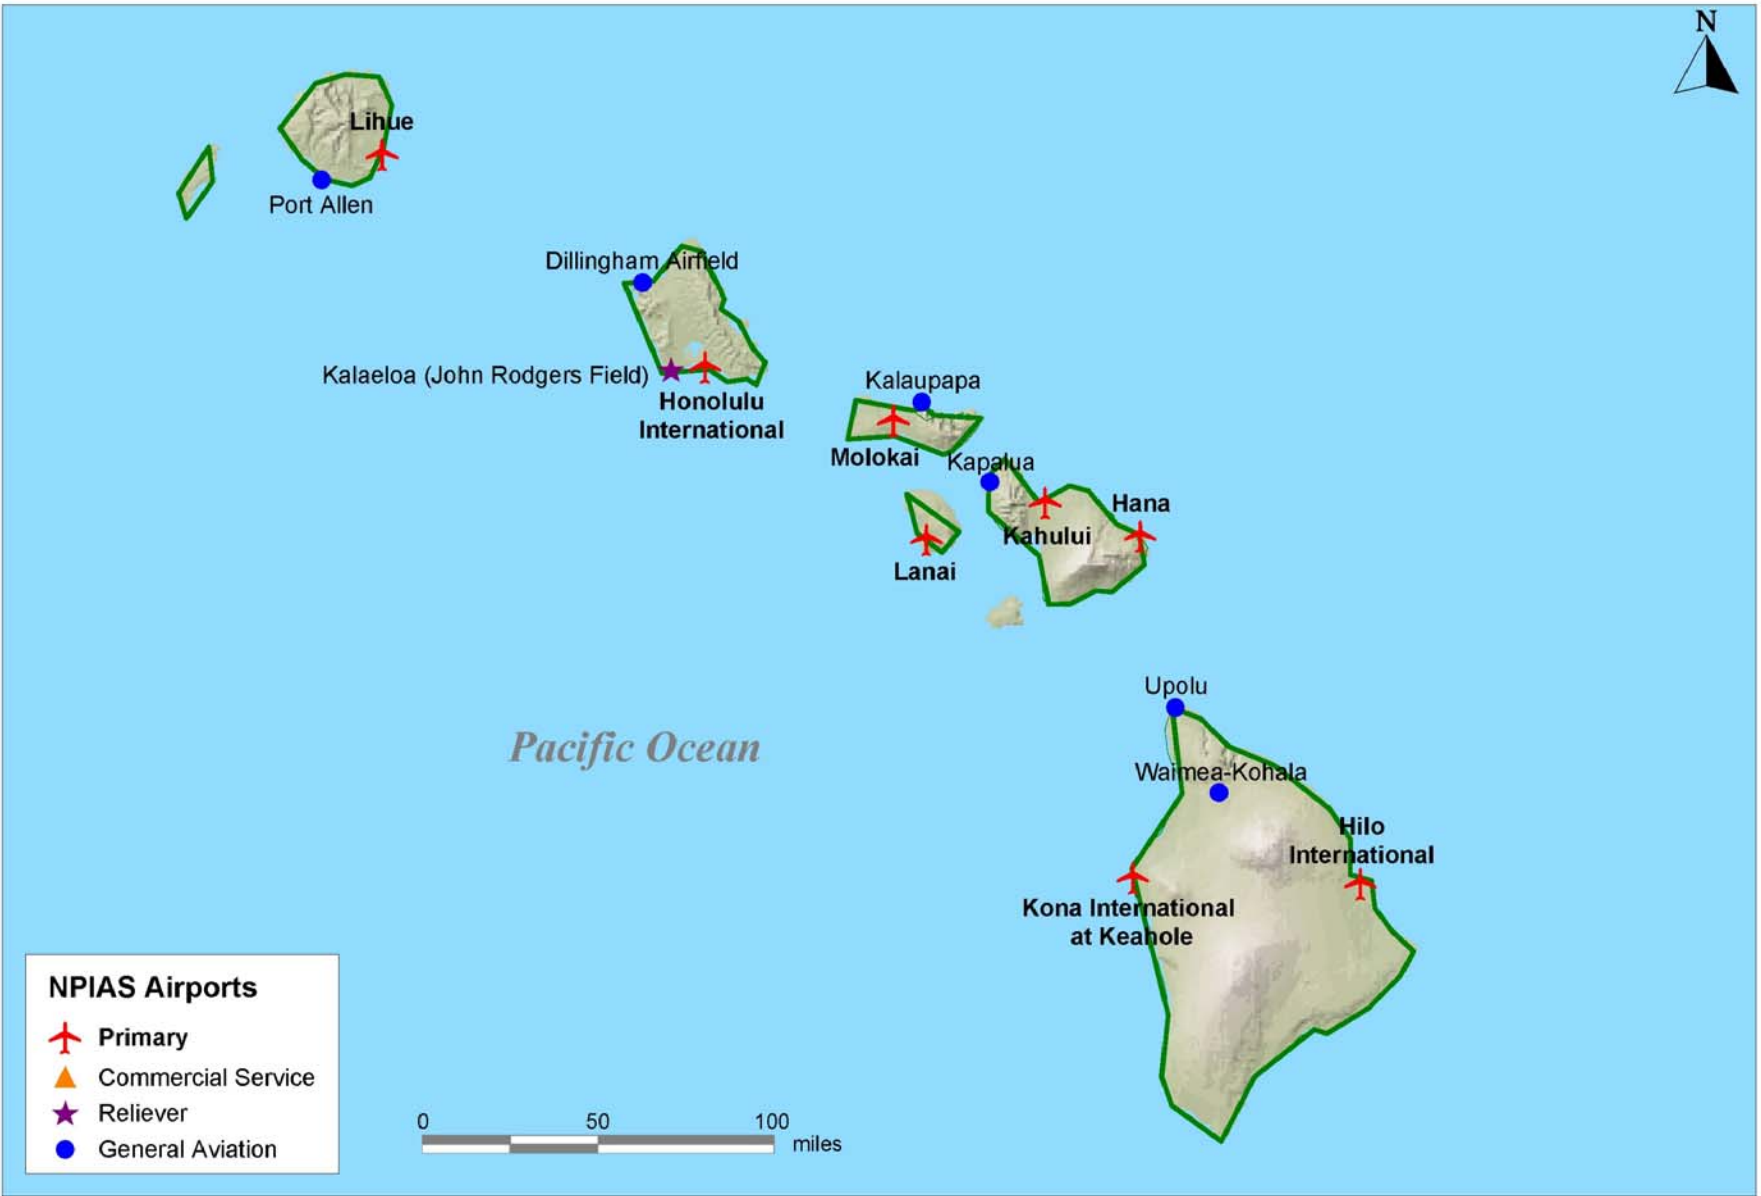 N
Lihue
Port Allen
Dillingham Airfield
Kalaeloa (John Rodgers Field)
Honolulu
International
Kalaupapa
Molokai
Kapalua
Hana
Kahului
Lanai
Upolu
Pacific Ocean
Waimea-Kohala
Hilo
International
Kona International
at Keahole
NPIAS Airports
Primary
Commercial Service
Reliever
General Aviation
0 50 100
miles